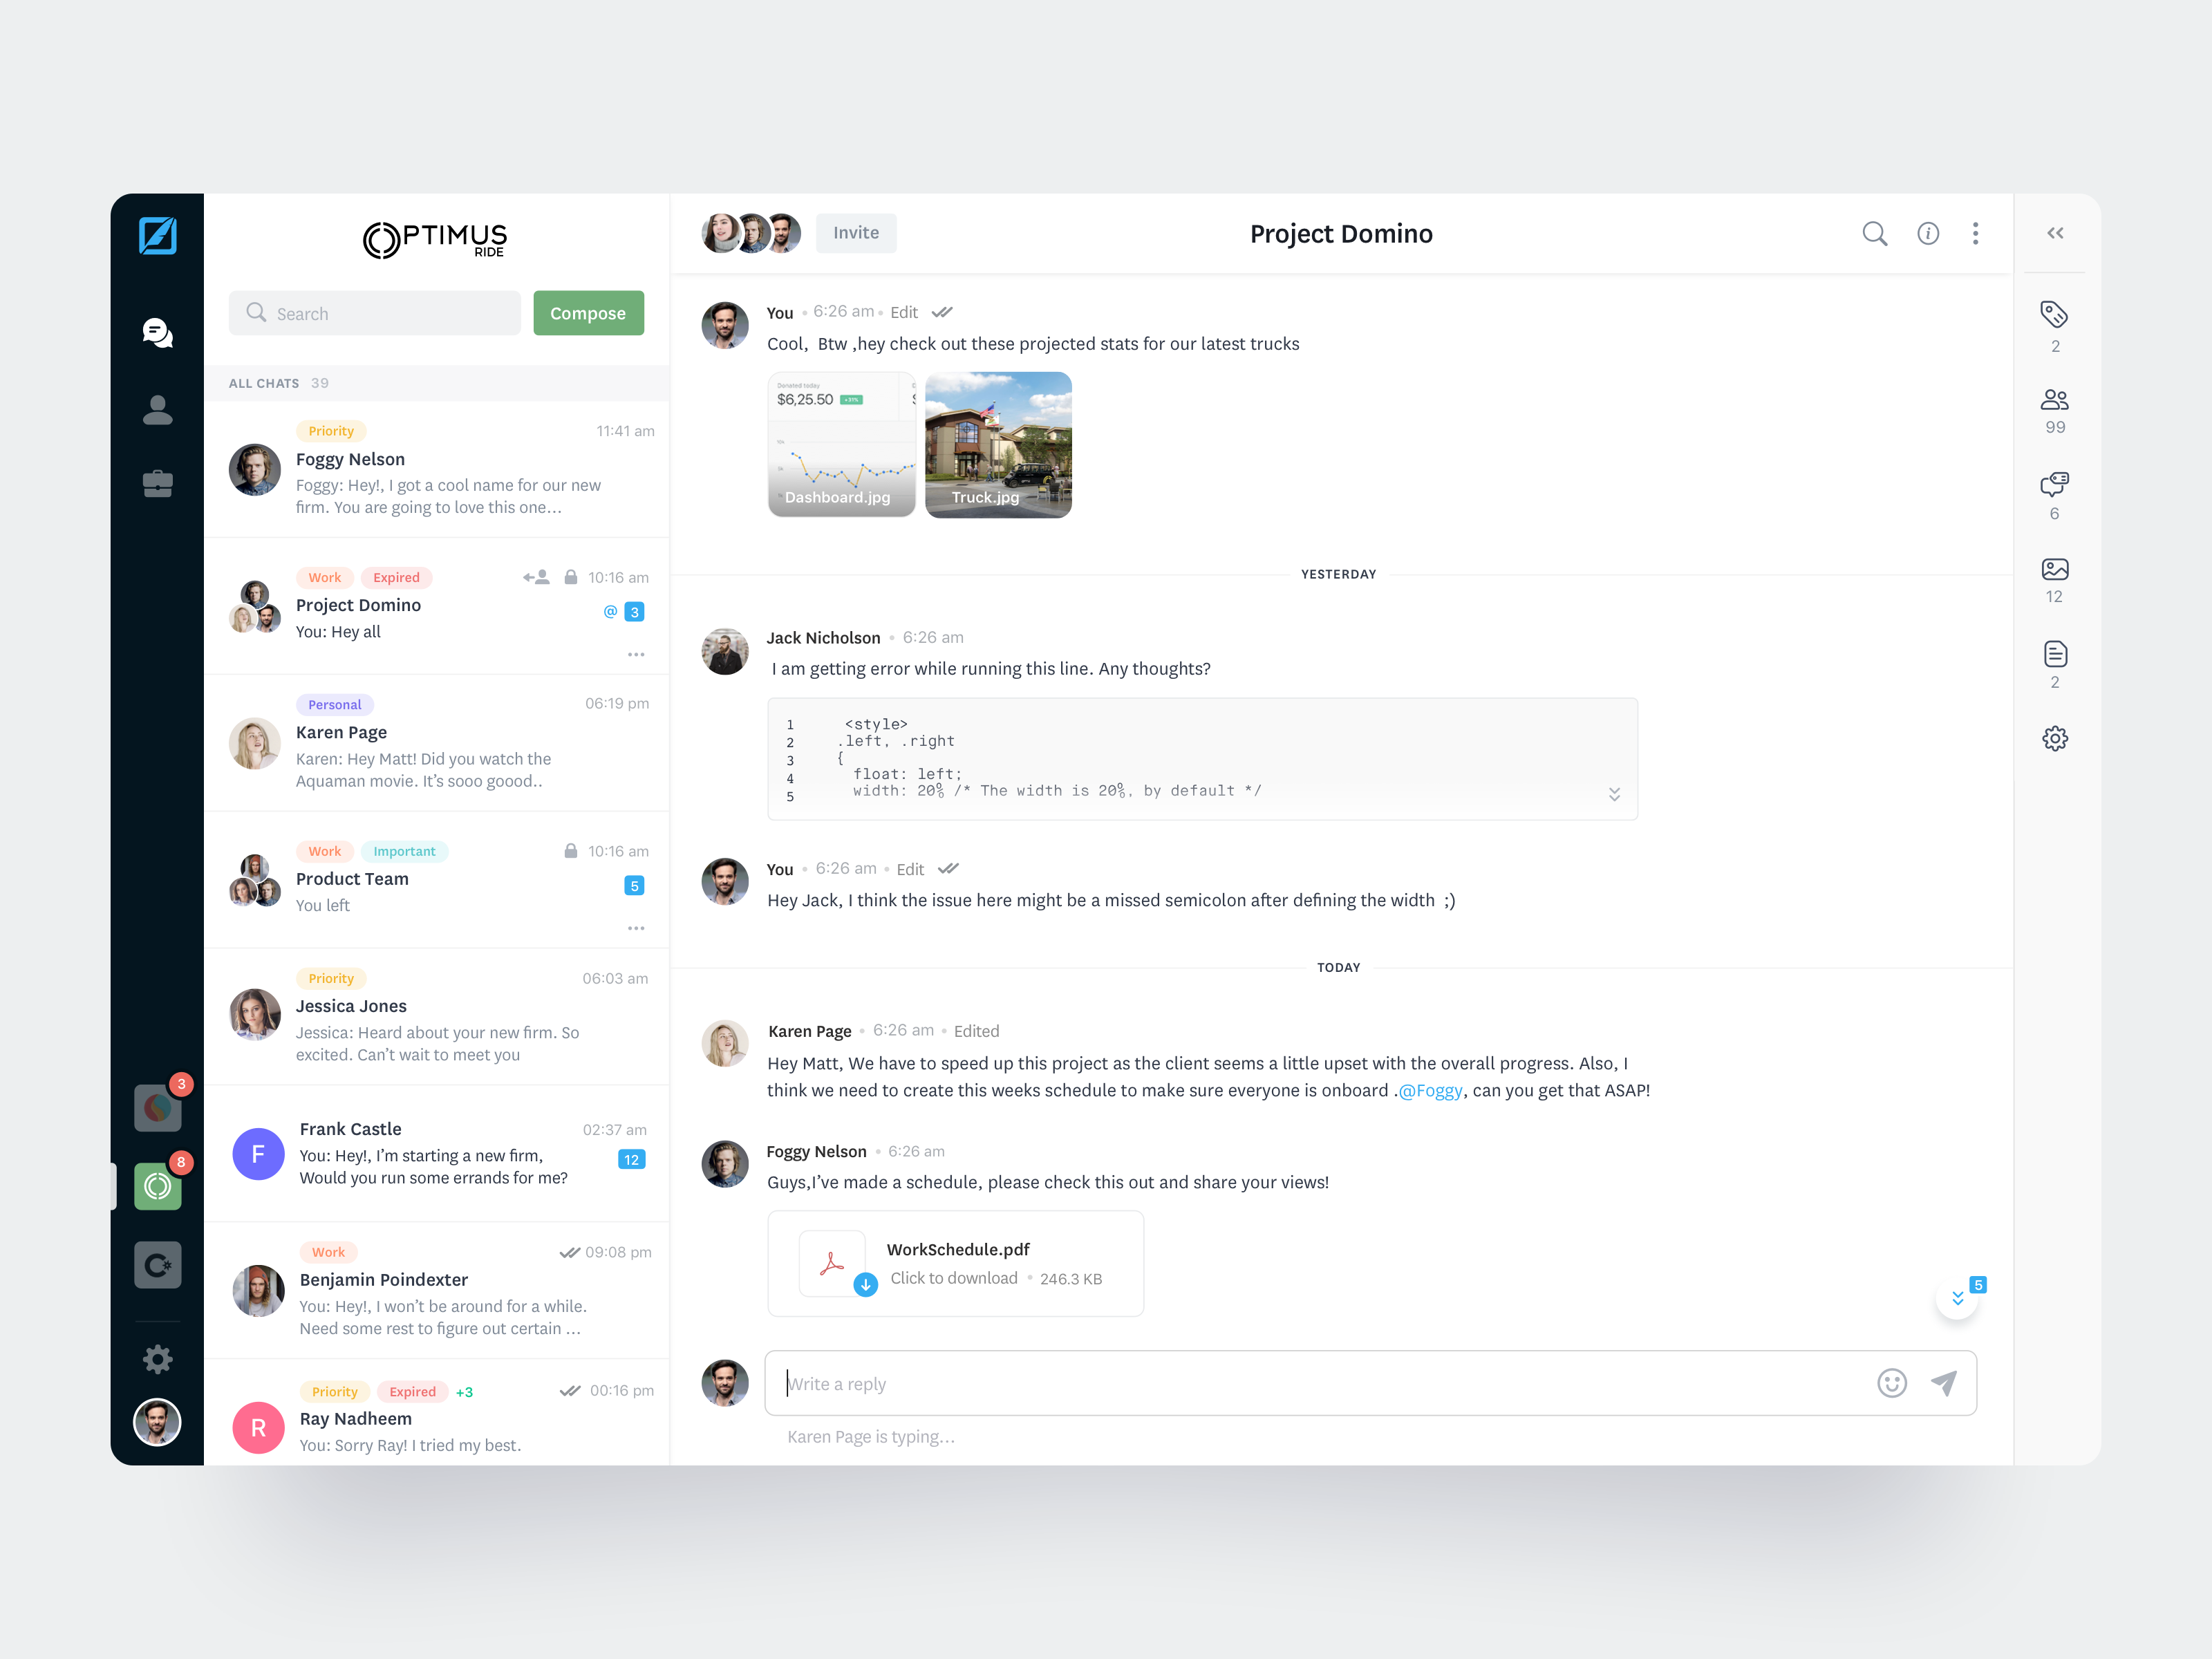 OPTIMUS
RIDE
Search
Compose
ALL CHATS 39
Priority
11:41 am
Foggy Nelson
Foggy: Hey!, I got a cool name for our new
firm. You are going to love this one...
Work Expired 10:16 am
Project Domino
@ 3
You: Hey all
Personal 06:19 pm
Karen Page
Karen: Hey Matt! Did you watch the
Aquaman movie. It’s sooo goood..
Work Important 10:16 am
Product Team
5
You left
Priority 06:03 am
Jessica Jones
Jessica: Heard about your new firm. So
excited. Can’t wait to meet you
F
Frank Castle 02:37 am
You: Hey!, I’m starting a new firm,
12
Would you run some errands for me?
Work 09:08 pm
Benjamin Poindexter
You: Hey!, I won’t be around for a while.
Need some rest to figure out certain ...
Priority Expired +3 00:16 pm
R
Ray Nadheem
You: Sorry Ray! I tried my best.
3
8
C
Invite
Project Domino
You • 6:26 am • Edit
Cool,  Btw ,hey check out these projected stats for our latest trucks
Donated today
$6,25.50
Dashboard.jpg
Truck.jpg
YESTERDAY
Jack Nicholson • 6:26 am
I am getting error while running this line. Any thoughts?
1 <style>
2 .left, .right
3 {
4 float: left;
5 width: 20% /* The width is 20%, by default */
You • 6:26 am • Edit
Hey Jack, I think the issue here might be a missed semicolon after defining the width  ;)
TODAY
Karen Page • 6:26 am • Edited
Hey Matt, We have to speed up this project as the client seems a little upset with the overall progress. Also, I
think we need to create this weeks schedule to make sure everyone is onboard .@Foggy, can you get that ASAP!
Foggy Nelson • 6:26 am
Guys,I’ve made a schedule, please check this out and share your views!
WorkSchedule.pdf
Click to download • 246.3 KB
5
Write a reply
Karen Page is typing...
2
99
6
12
2